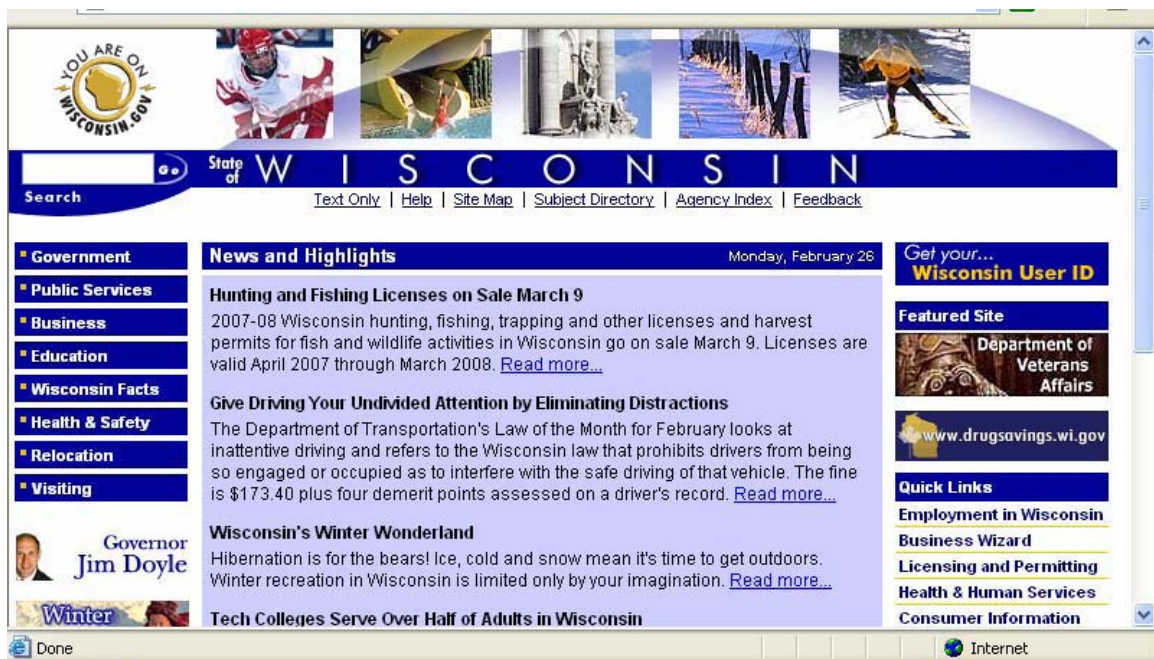 YOU ARE ON
WISCONSIN.GOV
Go
Search
State of WISCONSIN
Text Only | Help | Site Map | Subject Directory | Agency Index | Feedback
Government
Public Services
Business
Education
Wisconsin Facts
Health & Safety
Relocation
Visiting
Governor
Jim Doyle
Winter
News and Highlights Monday, February 26
Hunting and Fishing Licenses on Sale March 9
2007-08 Wisconsin hunting, fishing, trapping and other licenses and harvest
permits for fish and wildlife activities in Wisconsin go on sale March 9. Licenses are
valid April 2007 through March 2008. Read more...
Give Driving Your Undivided Attention by Eliminating Distractions
The Department of Transportation's Law of the Month for February looks at
inattentive driving and refers to the Wisconsin law that prohibits drivers from being
so engaged or occupied as to interfere with the safe driving of that vehicle. The fine
is $173.40 plus four demerit points assessed on a driver's record. Read more...
Wisconsin's Winter Wonderland
Hibernation is for the bears! Ice, cold and snow mean it's time to get outdoors.
Winter recreation in Wisconsin is limited only by your imagination. Read more...
Tech Colleges Serve Over Half of Adults in Wisconsin
Get your...
Wisconsin User ID
Featured Site
Department of
Veterans
Affairs
www.drugsavings.wi.gov
Quick Links
Employment in Wisconsin
Business Wizard
Licensing and Permitting
Health & Human Services
Consumer Information
Done
Internet